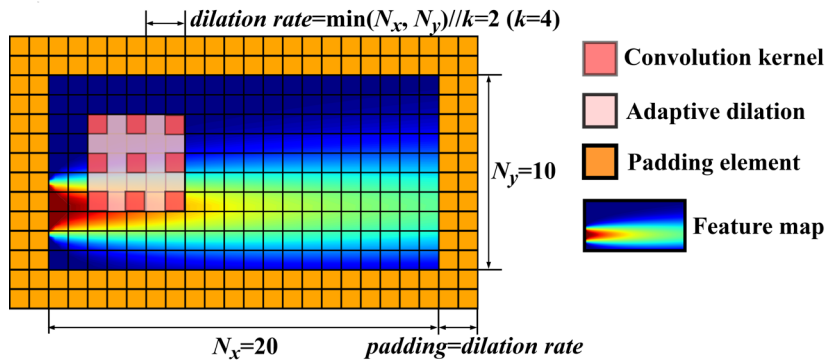 dilation rate=min(Nx, Ny)//k=2 (k=4)
Convolution kernel
Adaptive dilation
Padding element
Feature map
Ny=10
Nx=20
padding=dilation rate